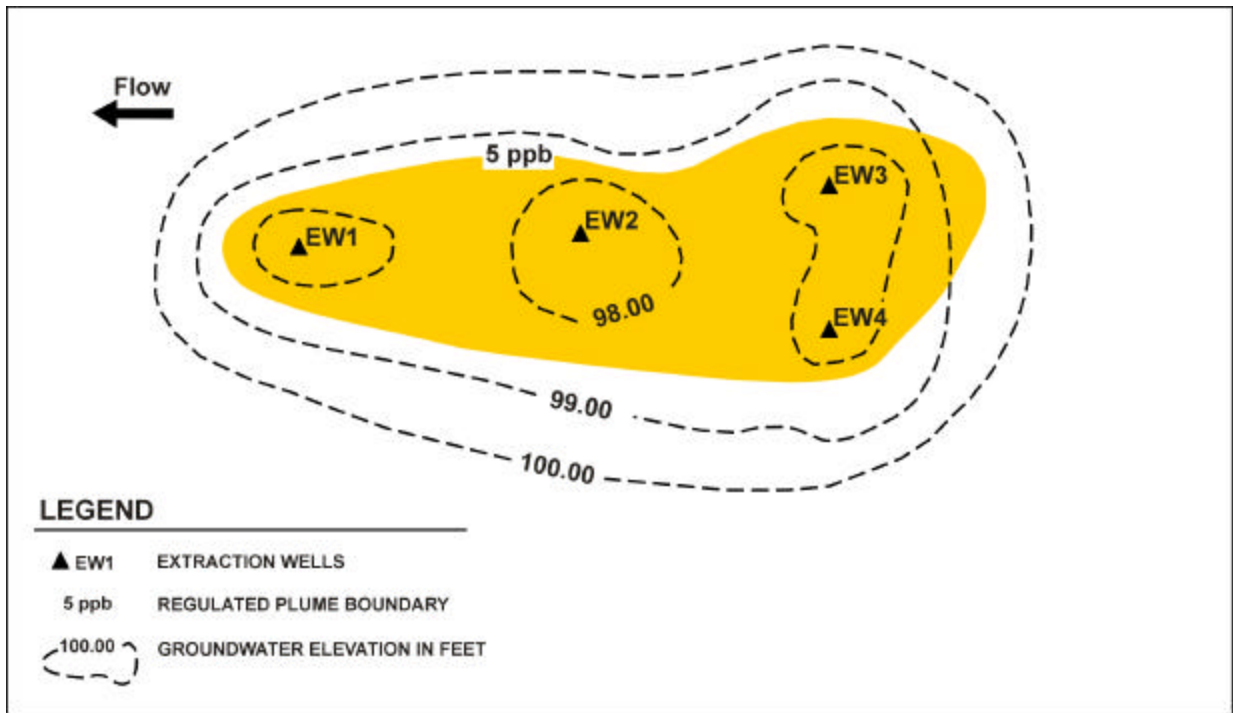 Flow
5 ppb
EW3
EW1
EW2
98.00
EW4
99.00
100.00
LEGEND
EW1 EXTRACTION WELLS
5 ppb REGULATED PLUME BOUNDARY
100.00 GROUNDWATER ELEVATION IN FEET